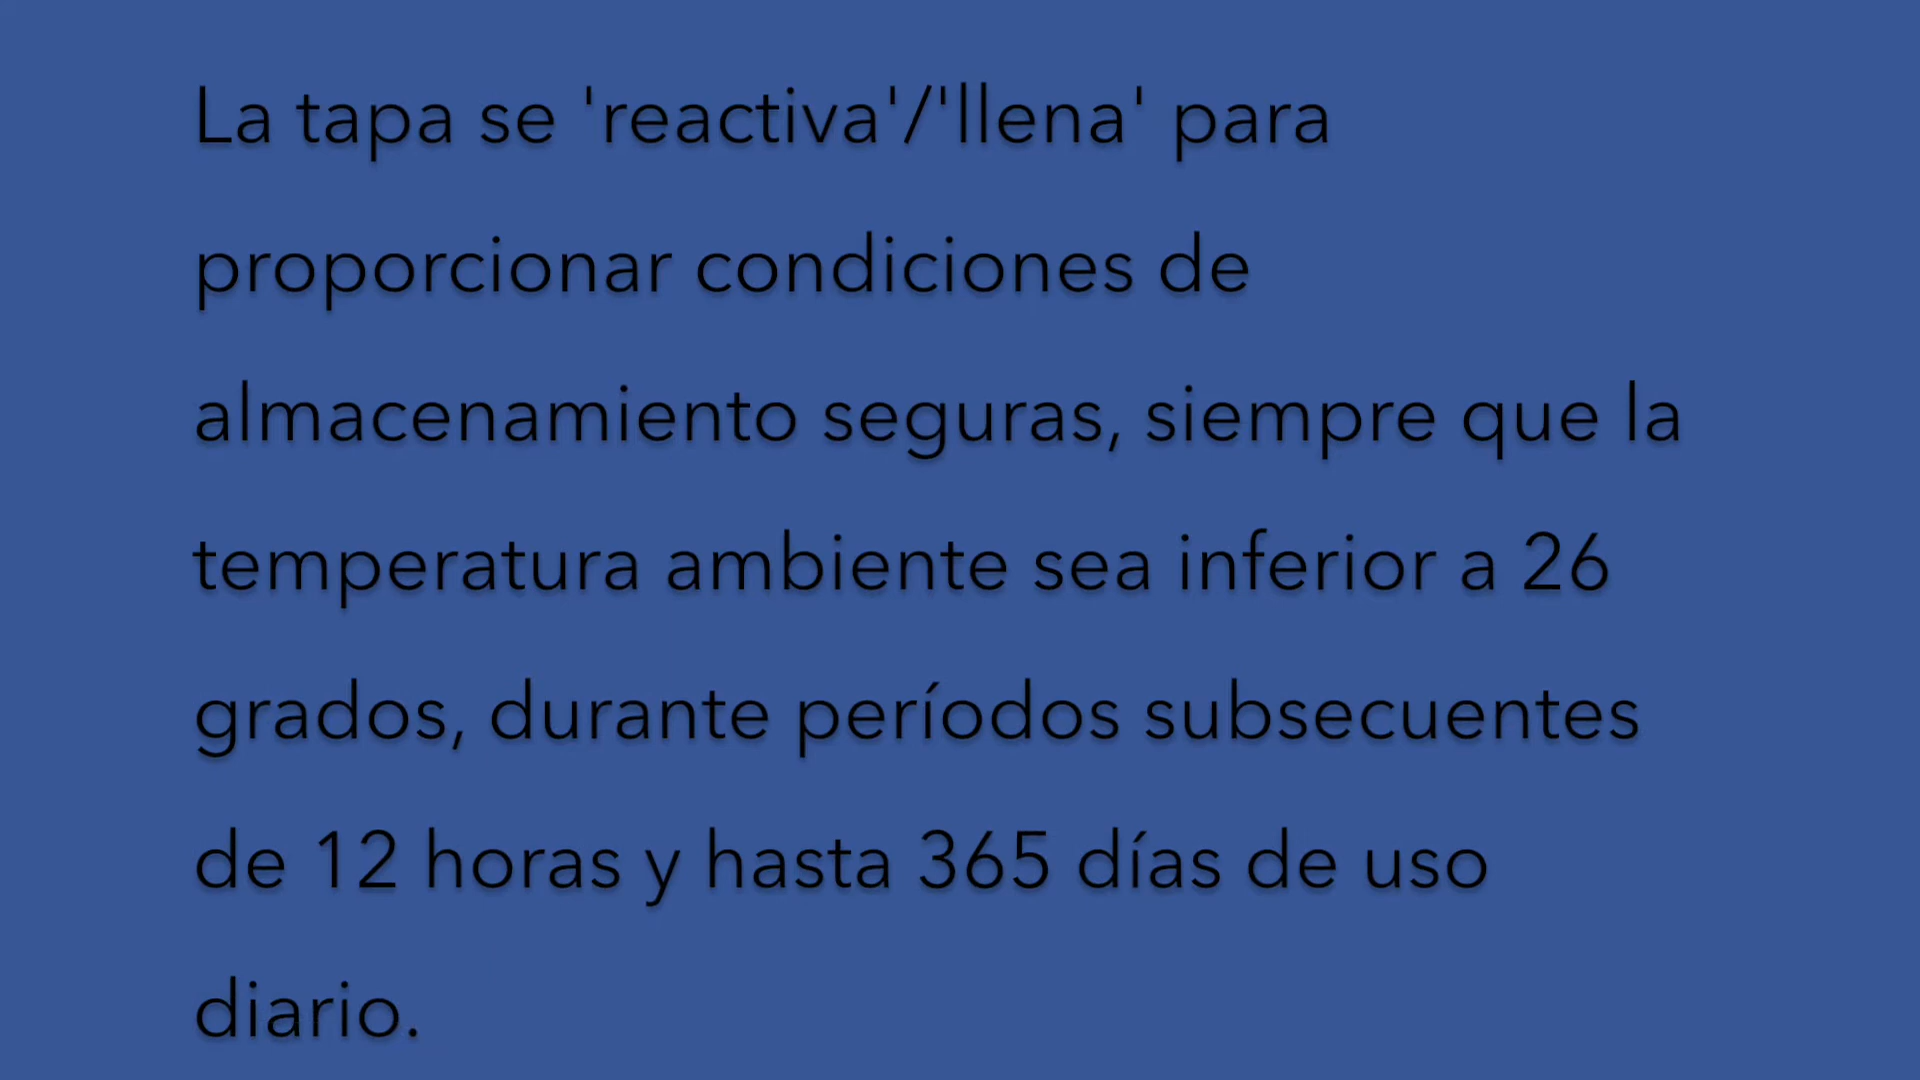 La tapa se 'reactiva'/'llena' para
proporcionar condiciones de
almacenamiento seguras, siempre que la
temperatura ambiente sea inferior a 26
grados, durante períodos subsecuentes
de 12 horas y hasta 365 días de uso
diario.